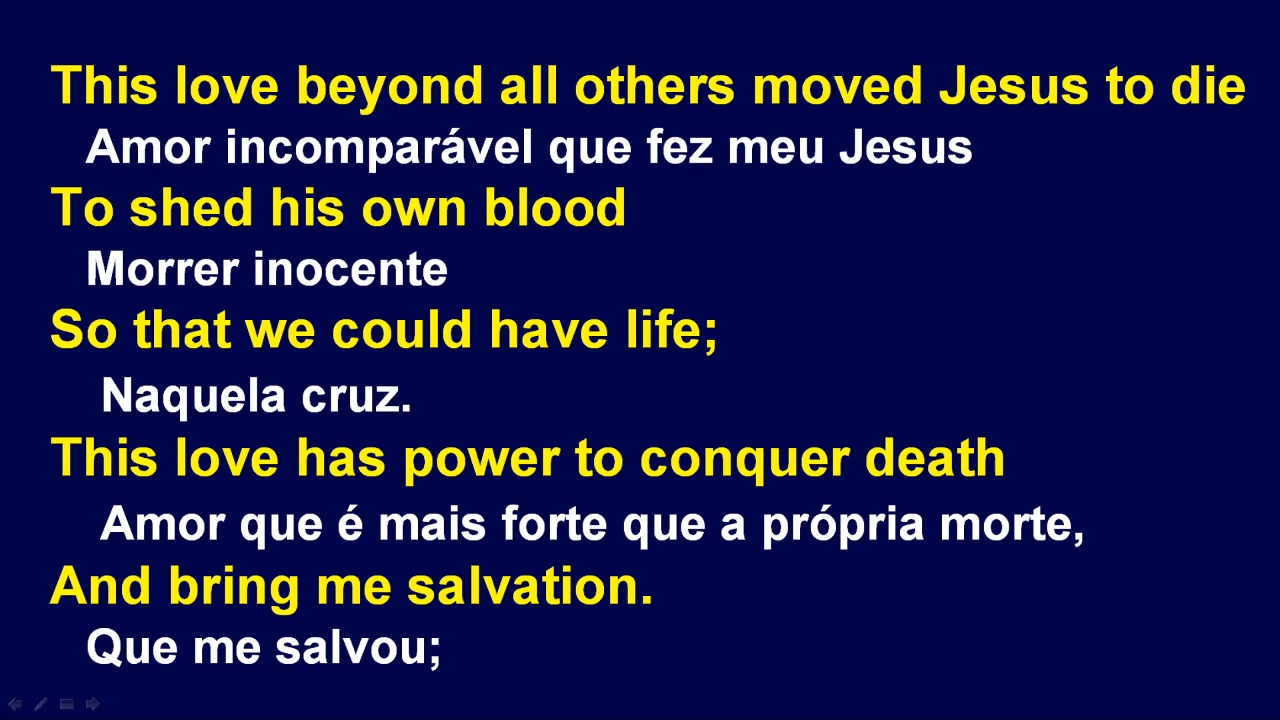 This love beyond all others moved Jesus to die
Amor incomparável que fez meu Jesus
To shed his own blood
Morrer inocente
So that we could have life;
Naquela cruz.
This love has power to conquer death
Amor que é mais forte que a própria morte,
And bring me salvation.
Que me salvou;